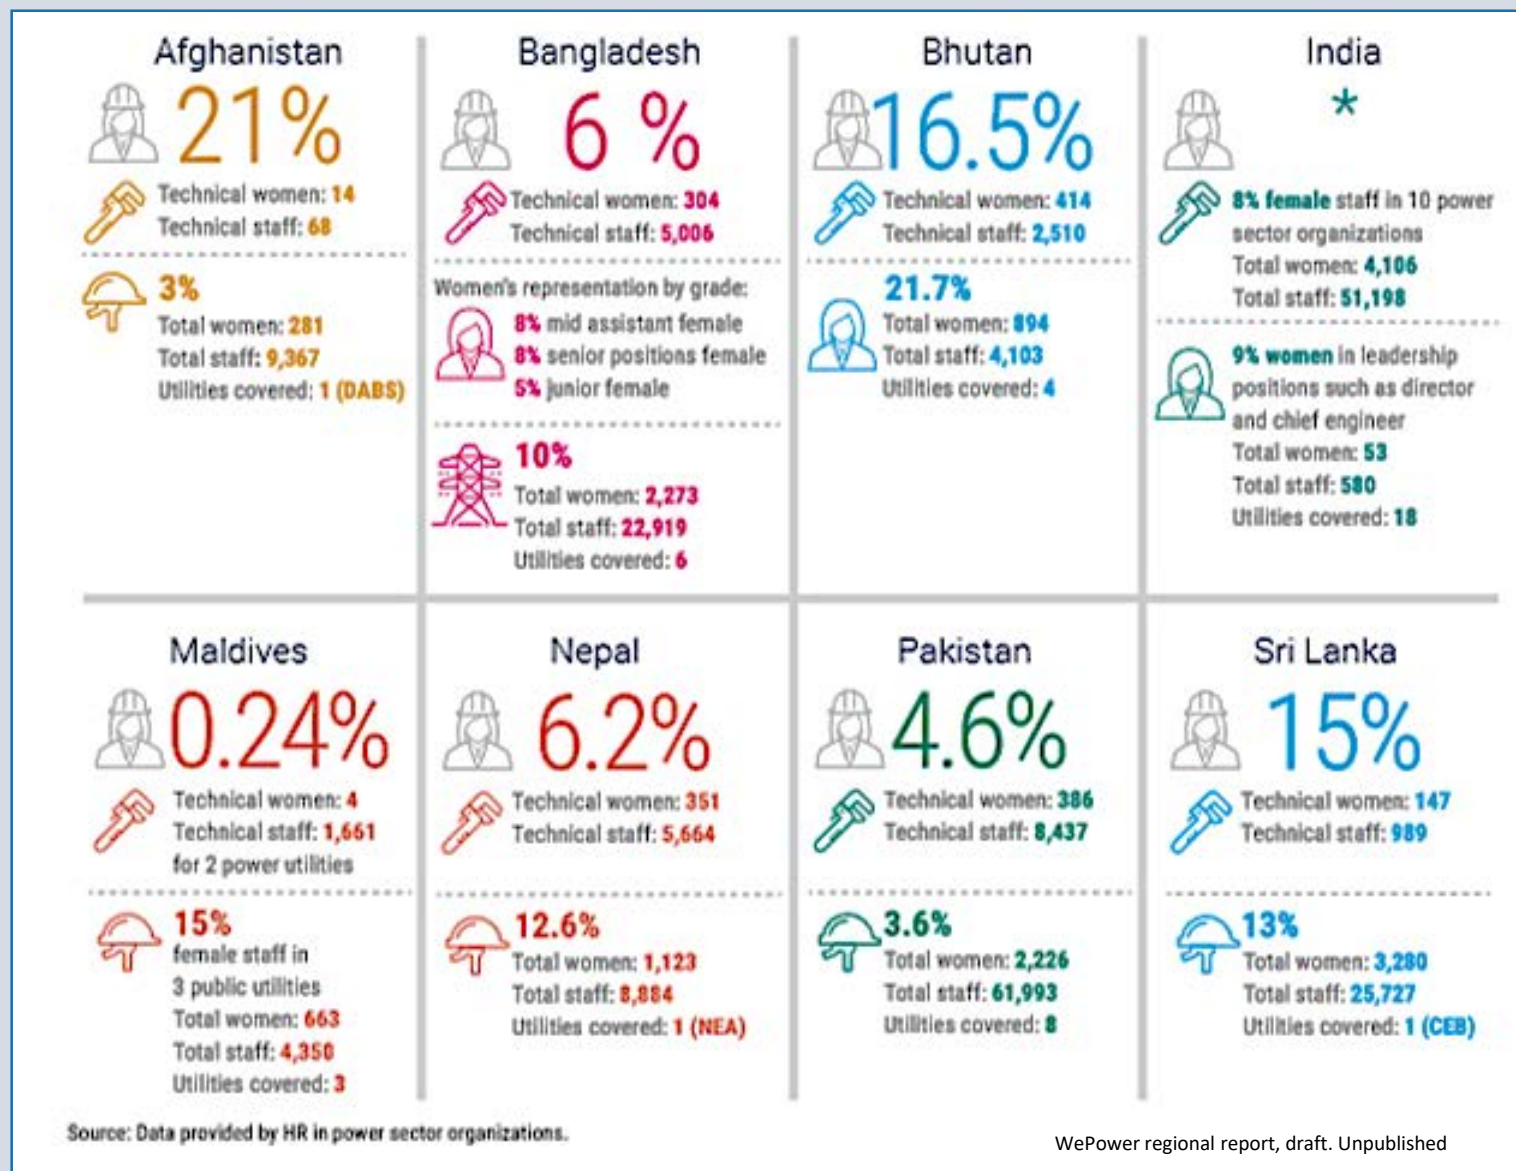 Afghanistan
21%
Technical women: 14
Technical staff: 68
3%
Total women: 281
Total staff: 9,367
Utilities covered: 1 (DABS)
Bangladesh
6 %
Technical women: 304
Technical staff: 5,006
Women's representation by grade:
8% mid assistant female
8% senior positions female
5% junior female
10%
Total women: 2,273
Total staff: 22,919
Utilities covered: 6
Bhutan
16.5%
Technical women: 414
Technical staff: 2,510
21.7%
Total women: 894
Total staff: 4,103
Utilities covered: 4
India
*
8% female staff in 10 power
sector organizations
Total women: 4,106
Total staff: 51,198
9% women in leadership
positions such as director
and chief engineer
Total women: 53
Total staff: 580
Utilities covered: 18
Maldives
0.24%
Technical women: 4
Technical staff: 1,661
for 2 power utilities
15%
female staff in
3 public utilities
Total women: 663
Total staff: 4,350
Utilities covered: 3
Nepal
6.2%
Technical women: 351
Technical staff: 5,664
12.6%
Total women: 1,123
Total staff: 8,884
Utilities covered: 1 (NEA)
Pakistan
4.6%
Technical women: 386
Technical staff: 8,437
3.6%
Total women: 2,226
Total staff: 61,993
Utilities covered: 8
Sri Lanka
15%
Technical women: 147
Technical staff: 989
13%
Total women: 3,280
Total staff: 25,727
Utilities covered: 1 (CEB)
Source: Data provided by HR in power sector organizations.
WePower regional report, draft. Unpublished